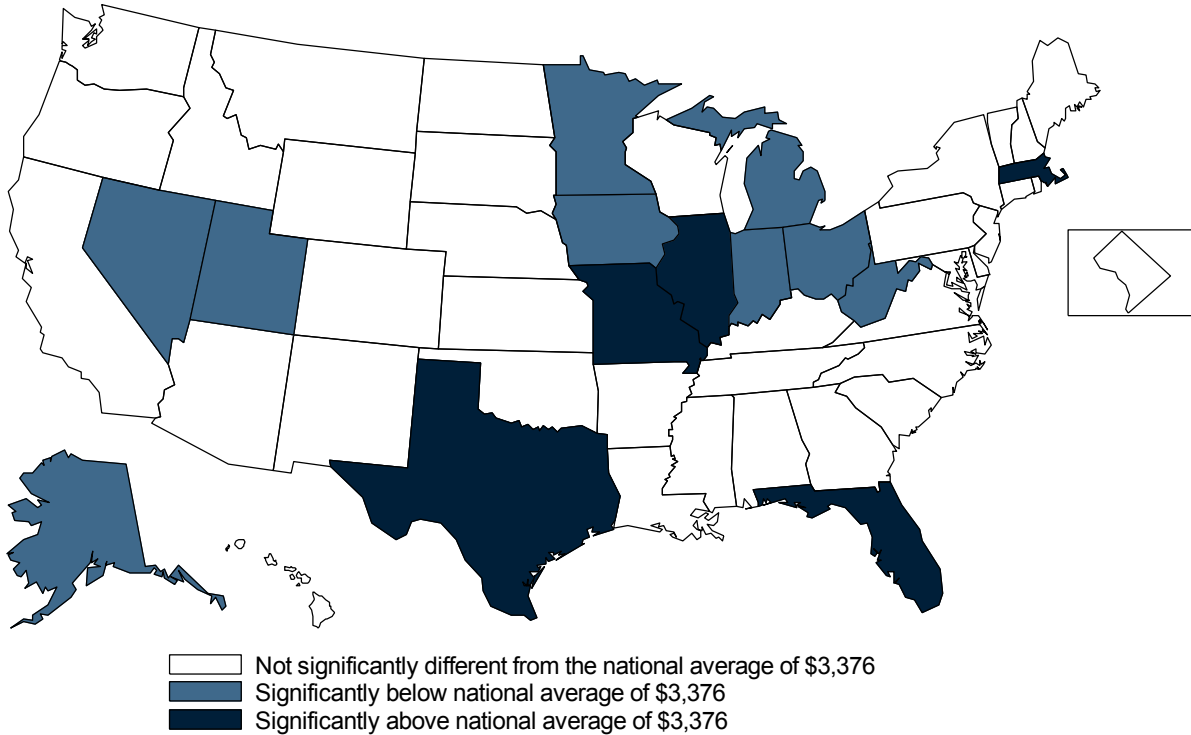 Not significantly different from the national average of $3,376
Significantly below national average of $3,376
Significantly above national average of $3,376